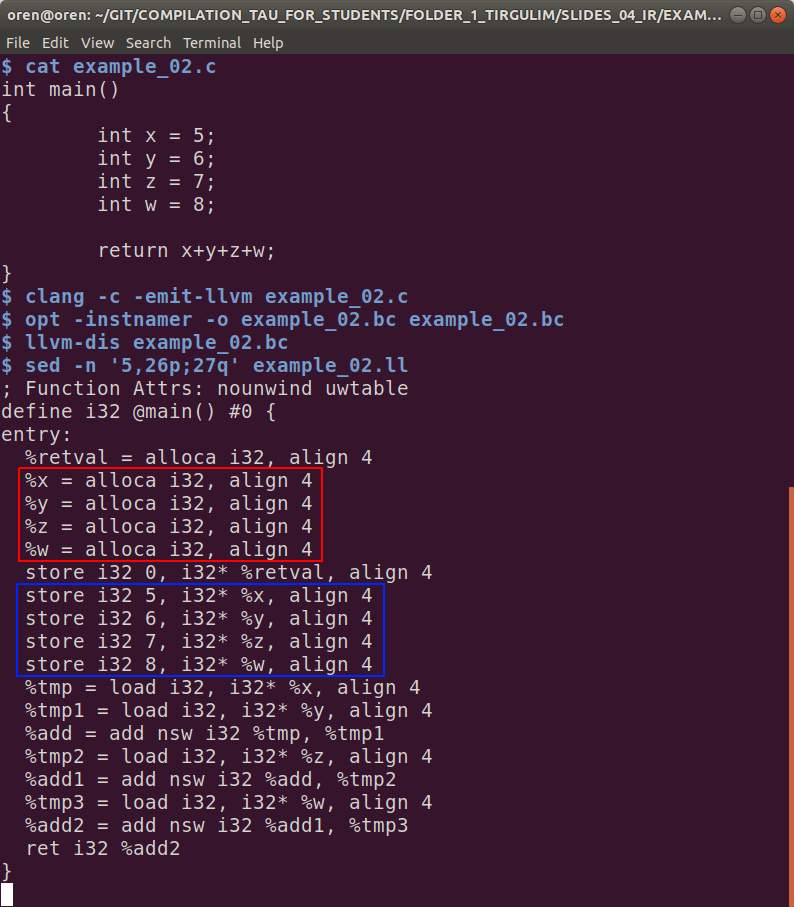 oren@oren: ~/GIT/COMPILATION_TAU_FOR_STUDENTS/FOLDER_1_TIRGULIM/SLIDES_04_IR/EXAM...
File Edit View Search Terminal Help
$ cat example_02.c
int main()
{
        int x = 5;
        int y = 6;
        int z = 7;
        int w = 8;

        return x+y+z+w;
}
$ clang -c -emit-llvm example_02.c
$ opt -instnamer -o example_02.bc example_02.bc
$ llvm-dis example_02.bc
$ sed -n '5,26p;27q' example_02.ll
; Function Attrs: nounwind uwtable
define i32 @main() #0 {
entry:
  %retval = alloca i32, align 4
  %x = alloca i32, align 4
  %y = alloca i32, align 4
  %z = alloca i32, align 4
  %w = alloca i32, align 4
  store i32 0, i32* %retval, align 4
  store i32 5, i32* %x, align 4
  store i32 6, i32* %y, align 4
  store i32 7, i32* %z, align 4
  store i32 8, i32* %w, align 4
  %tmp = load i32, i32* %x, align 4
  %tmp1 = load i32, i32* %y, align 4
  %add = add nsw i32 %tmp, %tmp1
  %tmp2 = load i32, i32* %z, align 4
  %add1 = add nsw i32 %add, %tmp2
  %tmp3 = load i32, i32* %w, align 4
  %add2 = add nsw i32 %add1, %tmp3
  ret i32 %add2
}